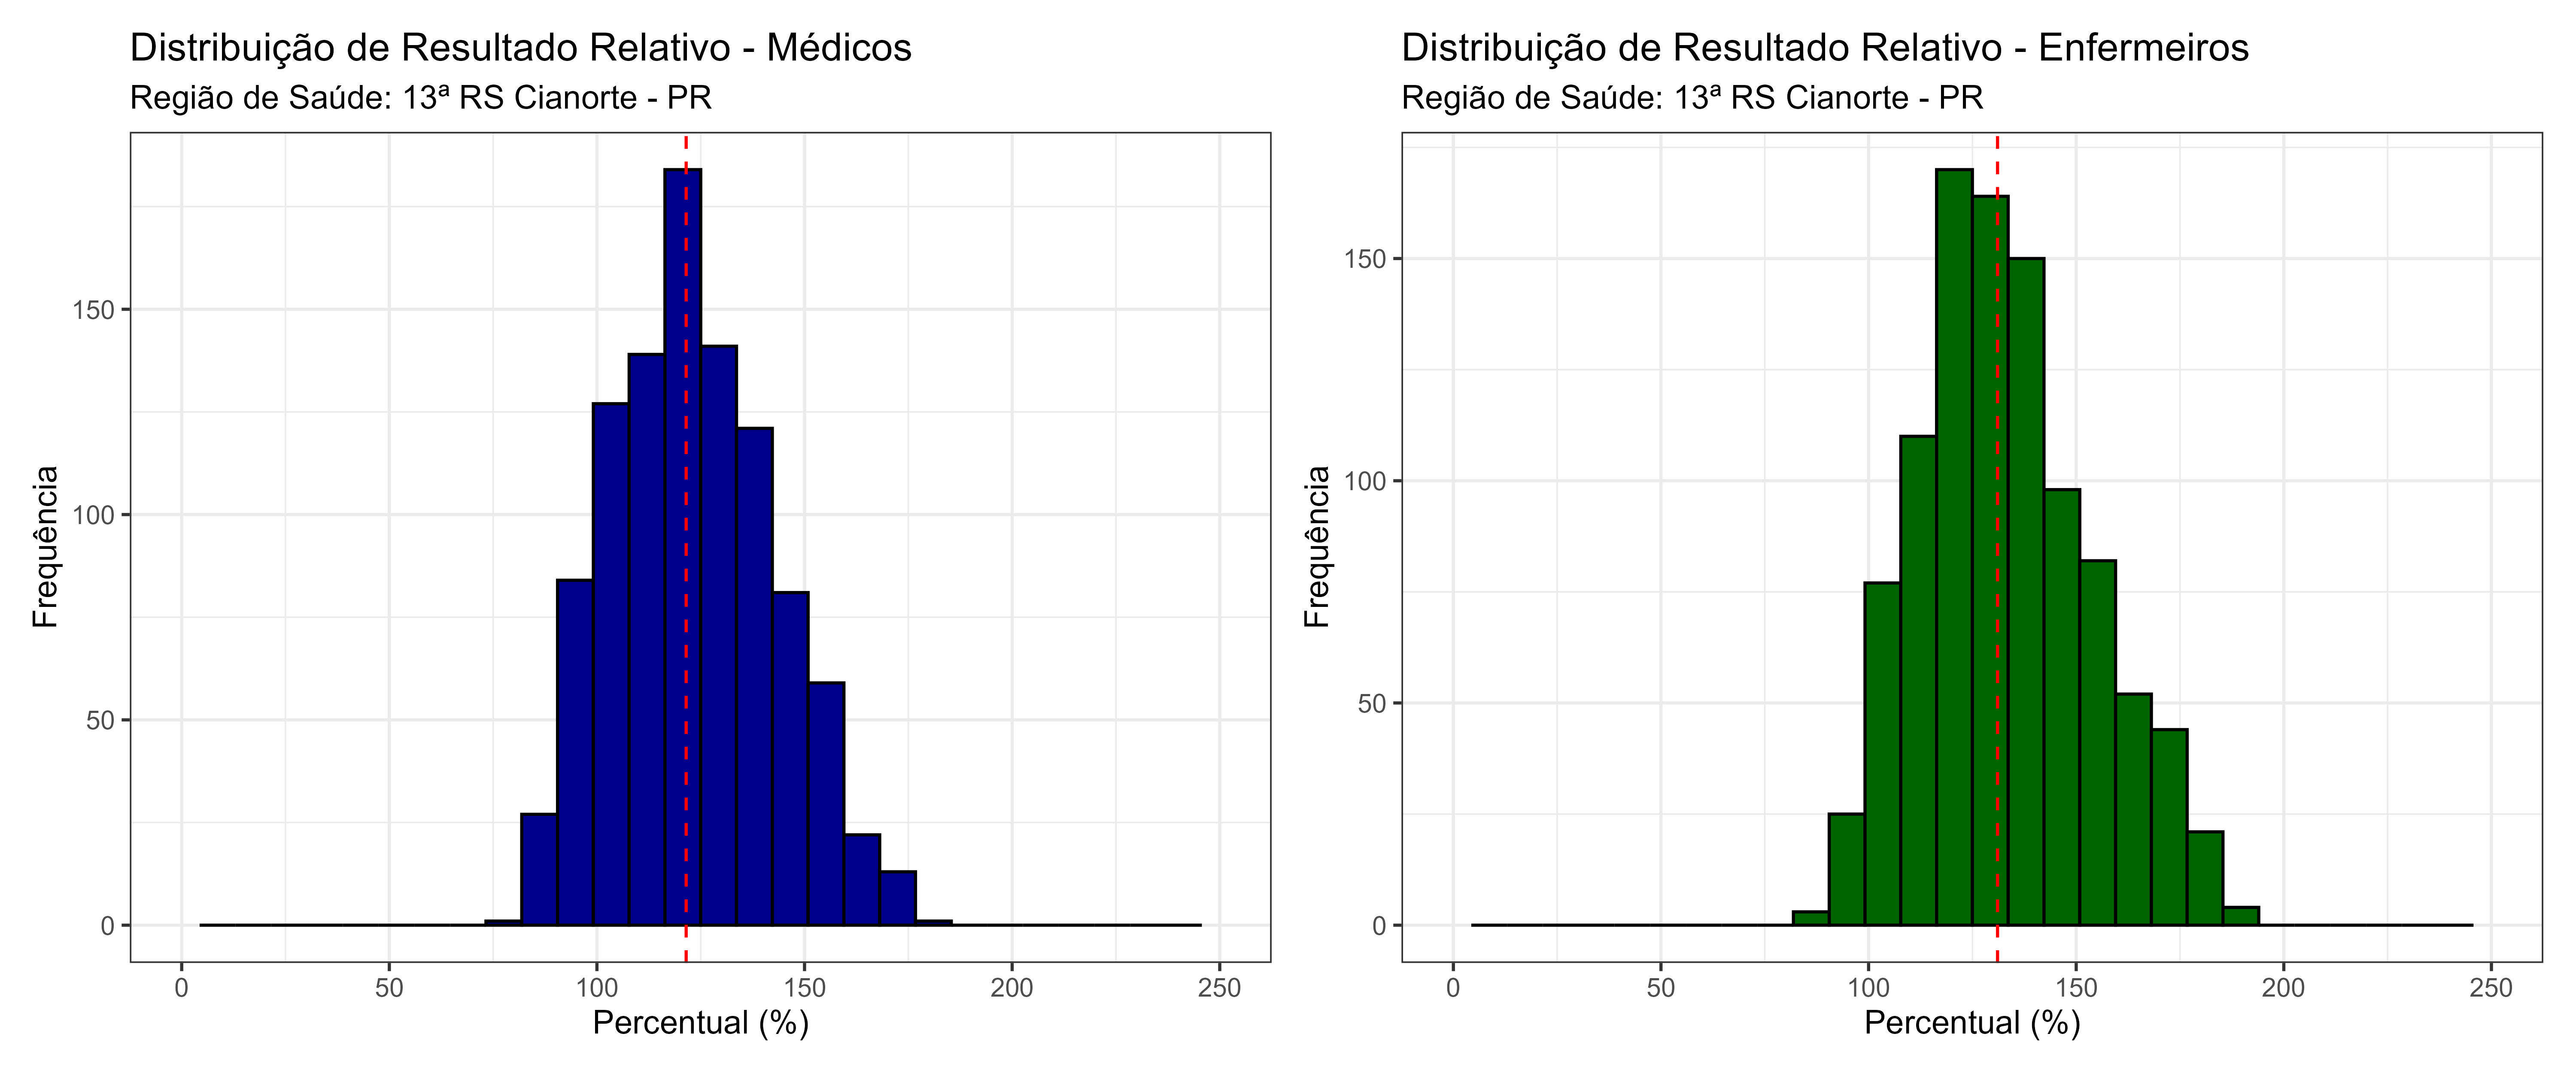 Distribuição de Resultado Relativo - Médicos
Região de Saúde: 13ª RS Cianorte - PR
Frequência
150
100
50
0
0 50 100 150 200 250
Percentual (%)
Distribuição de Resultado Relativo - Enfermeiros
Região de Saúde: 13ª RS Cianorte - PR
Frequência
150
100
50
0
0 50 100 150 200 250
Percentual (%)